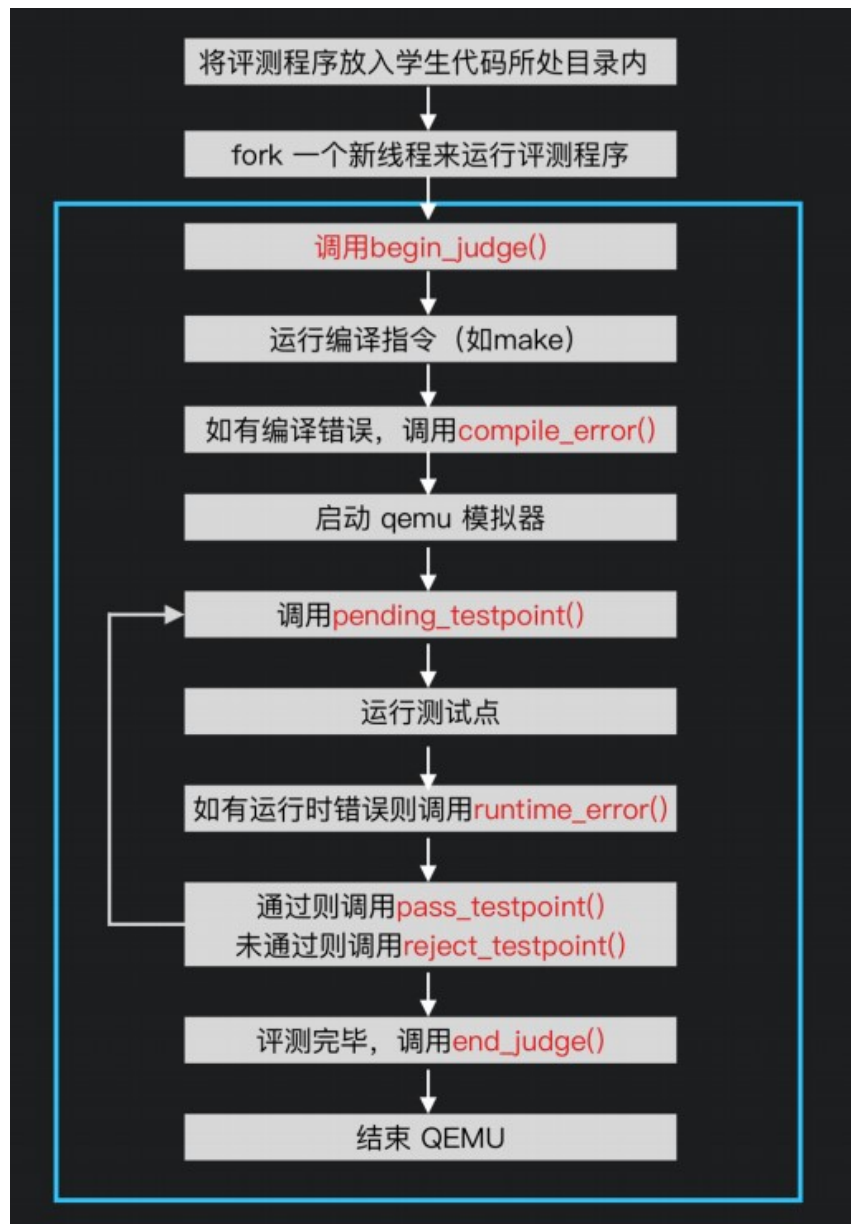 将评测程序放入学生代码所处目录内
fork 一个新线程来运行评测程序
调用begin_judge()
运行编译指令（如make）
如有编译错误，调用compile_error()
启动 qemu 模拟器
调用pending_testpoint()
运行测试点
如有运行时错误则调用runtime_error()
通过则调用pass_testpoint()
未通过则调用reject_testpoint()
评测完毕，调用end_judge()
结束 QEMU